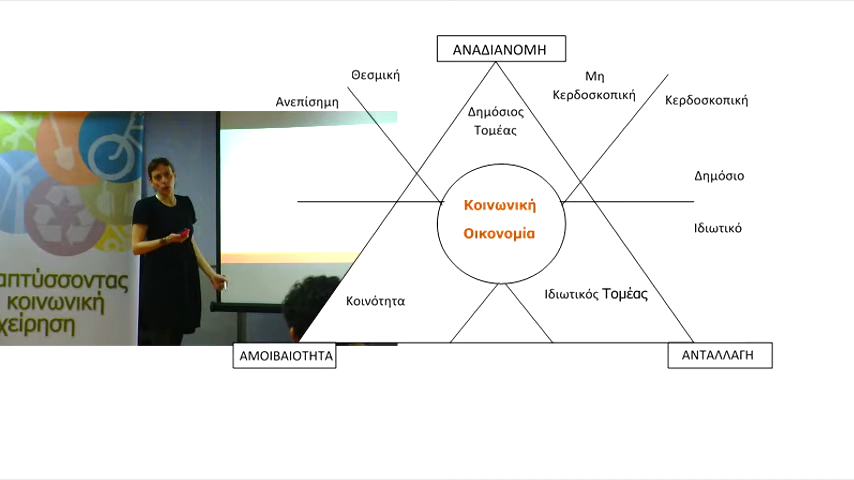 ΑΝΑΔΙΑΝΟΜΗ
Θεσμική
Μη
Κερδοσκοπική
Ανεπίσημη
Κερδοσκοπική
Δημόσιος
Τομέας
Δημόσιο
Κοινωνική
Οικονομία
Ιδιωτικό
απτύσσοντας
κοινωνική
χείρηση
Κοινότητα
Ιδιωτικός Τομέας
ΑΜΟΙΒΑΙΟΤΗΤΑ
ΑΝΤΑΛΛΑΓΗ